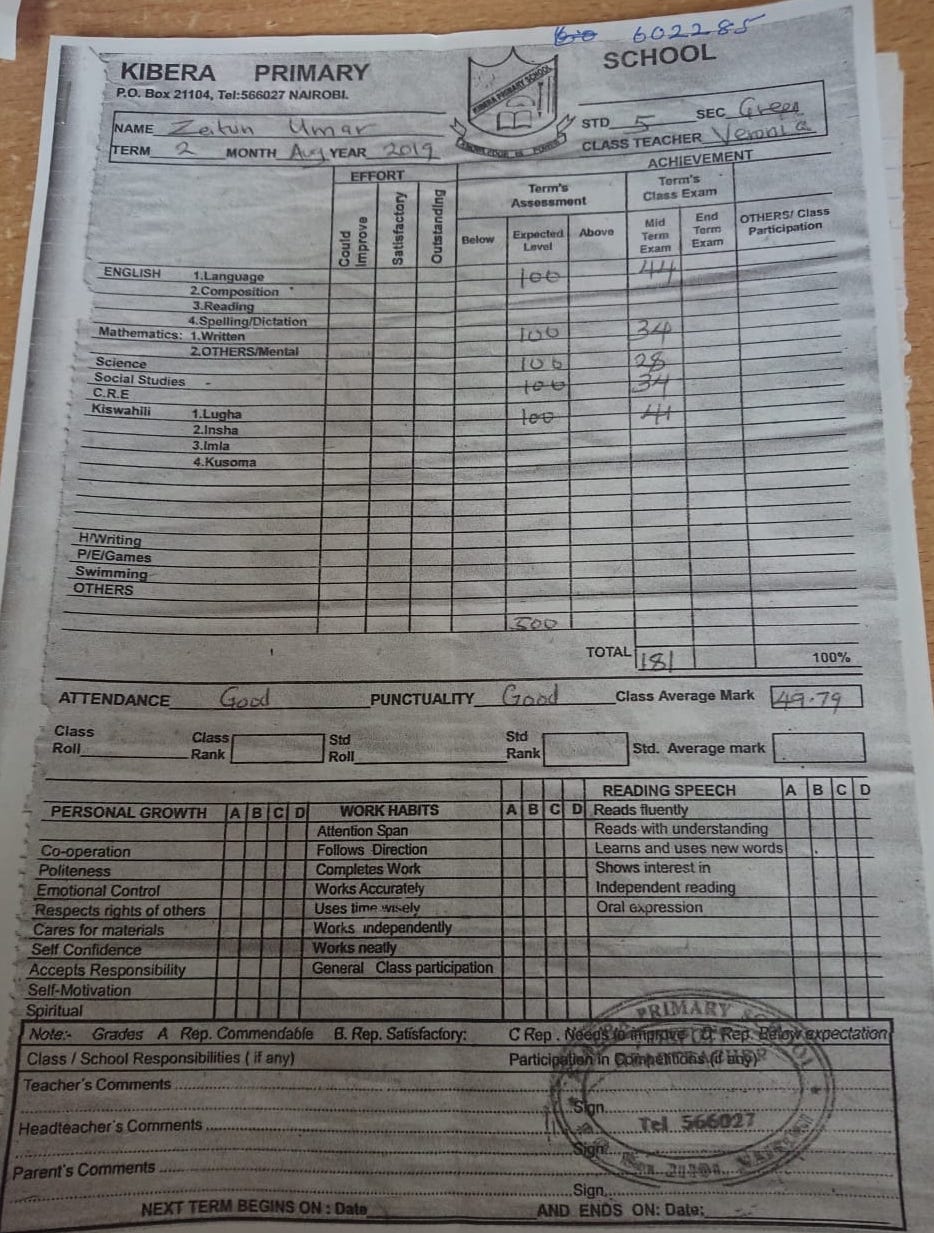 602285
KIBERA PRIMARY SCHOOL
P.O. Box 21104, Tel:566027 NAIROBI.
KIBERA PRIMARY SCHOOL
NAME Zeitun Umar STD 5 SEC Green
TERM 2 MONTH Aug YEAR 2019 CLASS TEACHER
ACHIEVEMENT
EFFORT Term's Assessment Term's Class Exam
Could Improve Satisfactory Outstanding Below Expected Level Above Mid Term Exam End Term Exam OTHERS/ Class Participation
ENGLISH 1.Language 100 44
2.Composition
3.Reading
4.Spelling/Dictation
Mathematics: 1.Written 100 34
2.OTHERS/Mental
Science 100 28
Social Studies - 100 34
C.R.E
Kiswahili 1.Lugha 100 41
2.Insha
3.Imla
4.Kusoma
H/Writing
P/E/Games
Swimming
OTHERS
500
TOTAL 181 100%
ATTENDANCE Good PUNCTUALITY Good Class Average Mark 49.79
Class Roll Class Rank Std Roll Std Rank Std. Average mark
READING SPEECH A B C D
PERSONAL GROWTH A B C D WORK HABITS A B C D Reads fluently
Attention Span Reads with understanding
Co-operation Follows Direction Learns and uses new words
Politeness Completes Work Shows interest in
Emotional Control Works Accurately Independent reading
Respects rights of others Uses time wisely Oral expression
Cares for materials Works independently
Self Confidence Works neatly
Accepts Responsibility General Class participation
Self-Motivation
Spiritual
Note:- Grades A Rep. Commendable B. Rep. Satisfactory: C Rep. Needs to improve D. Rep. Below expectation
Class / School Responsibilities ( if any) Participation in Competitions (if any)
Teacher's Comments
Sign
Headteacher's Comments
Sign
Parent's Comments
Sign
NEXT TERM BEGINS ON : Date AND ENDS ON: Date:
PRIMARY SCHOOL
Tel 566027